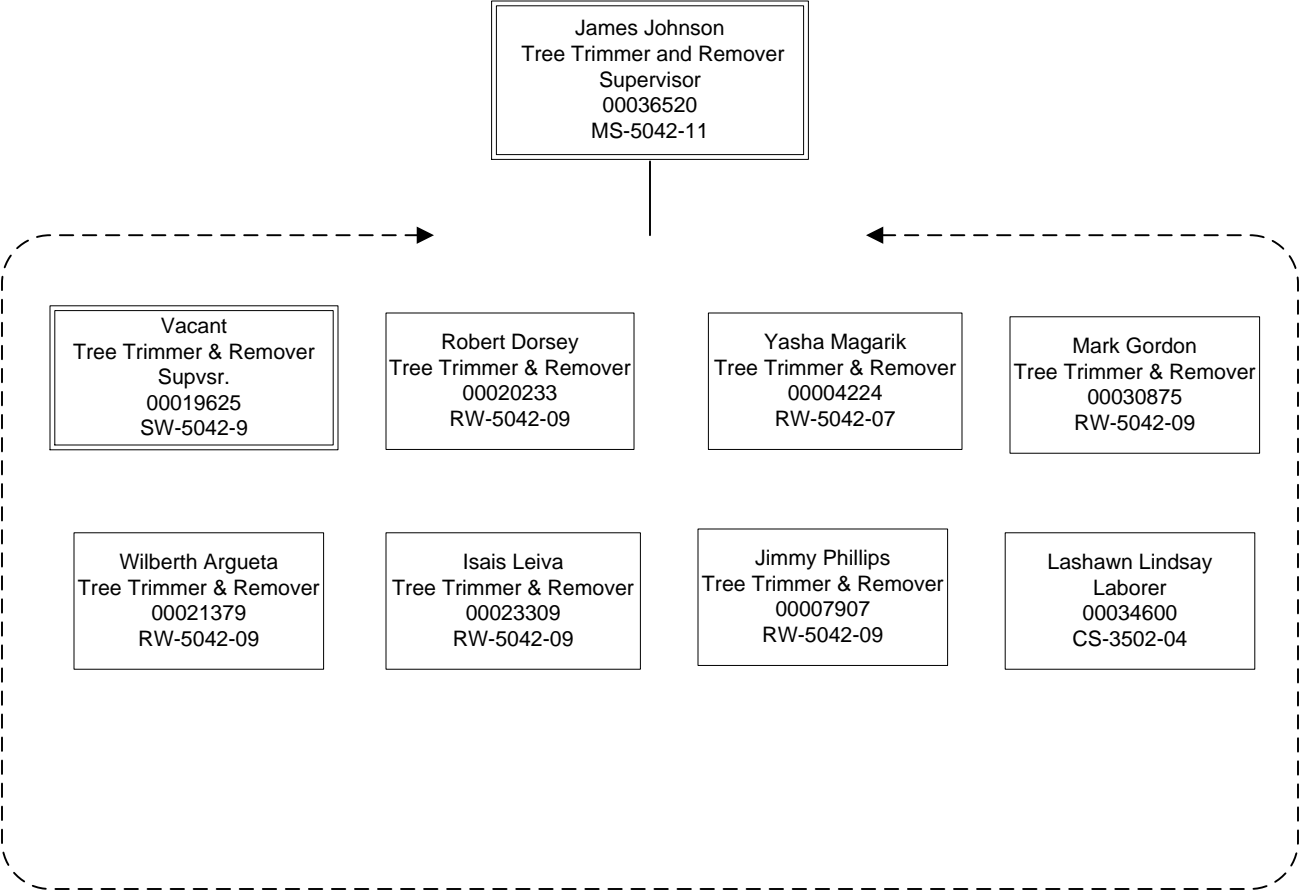 James Johnson
Tree Trimmer and Remover
Supervisor
00036520
MS-5042-11
Vacant
Tree Trimmer & Remover
Supvsr.
00019625
SW-5042-9
Robert Dorsey
Tree Trimmer & Remover
00020233
RW-5042-09
Yasha Magarik
Tree Trimmer & Remover
00004224
RW-5042-07
Mark Gordon
Tree Trimmer & Remover
00030875
RW-5042-09
Wilberth Argueta
Tree Trimmer & Remover
00021379
RW-5042-09
Isais Leiva
Tree Trimmer & Remover
00023309
RW-5042-09
Jimmy Phillips
Tree Trimmer & Remover
00007907
RW-5042-09
Lashawn Lindsay
Laborer
00034600
CS-3502-04